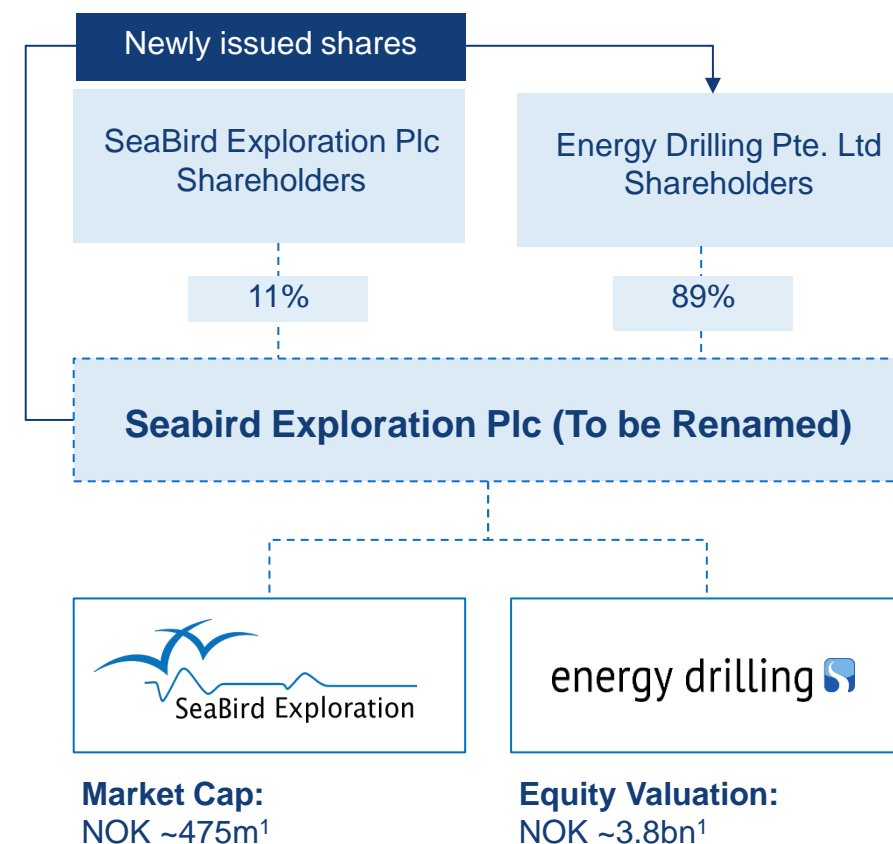 Newly issued shares
SeaBird Exploration Plc
Shareholders
Energy Drilling Pte. Ltd
Shareholders
11%
89%
Seabird Exploration Plc (To be Renamed)
SeaBird Exploration
energy drilling
Market Cap:
NOK ~475m¹
Equity Valuation:
NOK ~3.8bn¹